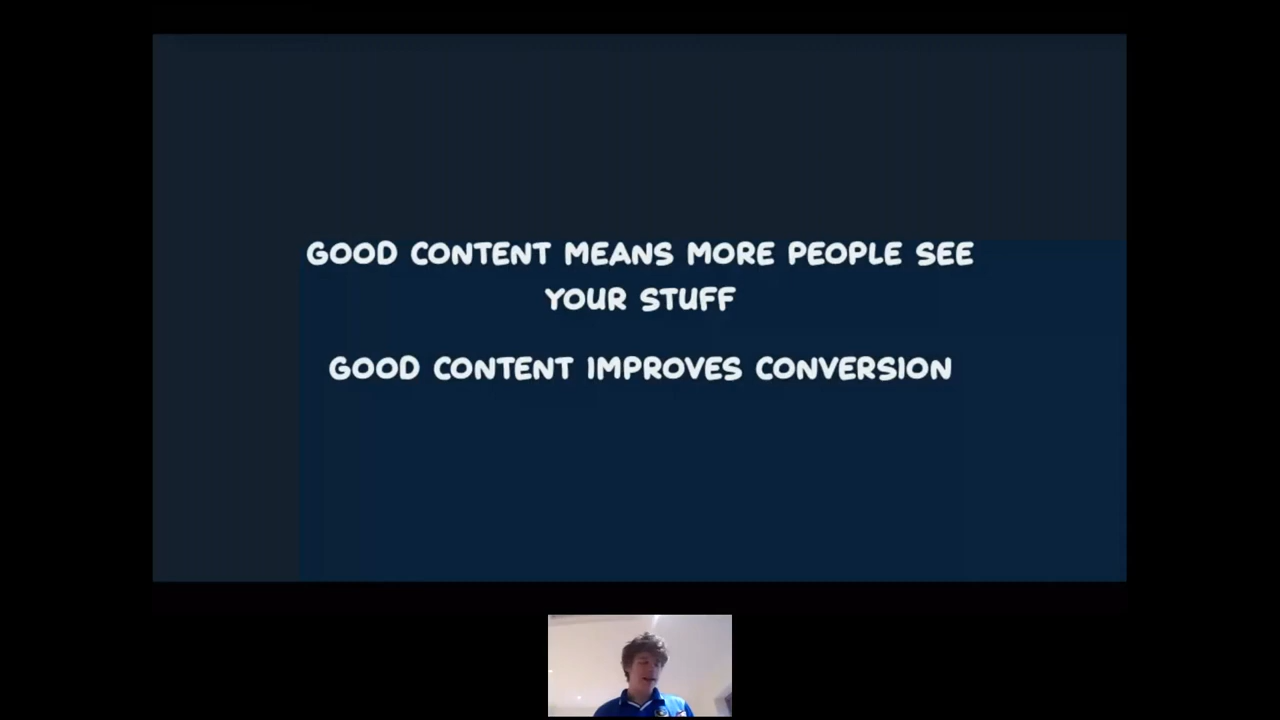 GOOD CONTENT MEANS MORE PEOPLE SEE
YOUR STUFF
GOOD CONTENT IMPROVES CONVERSION